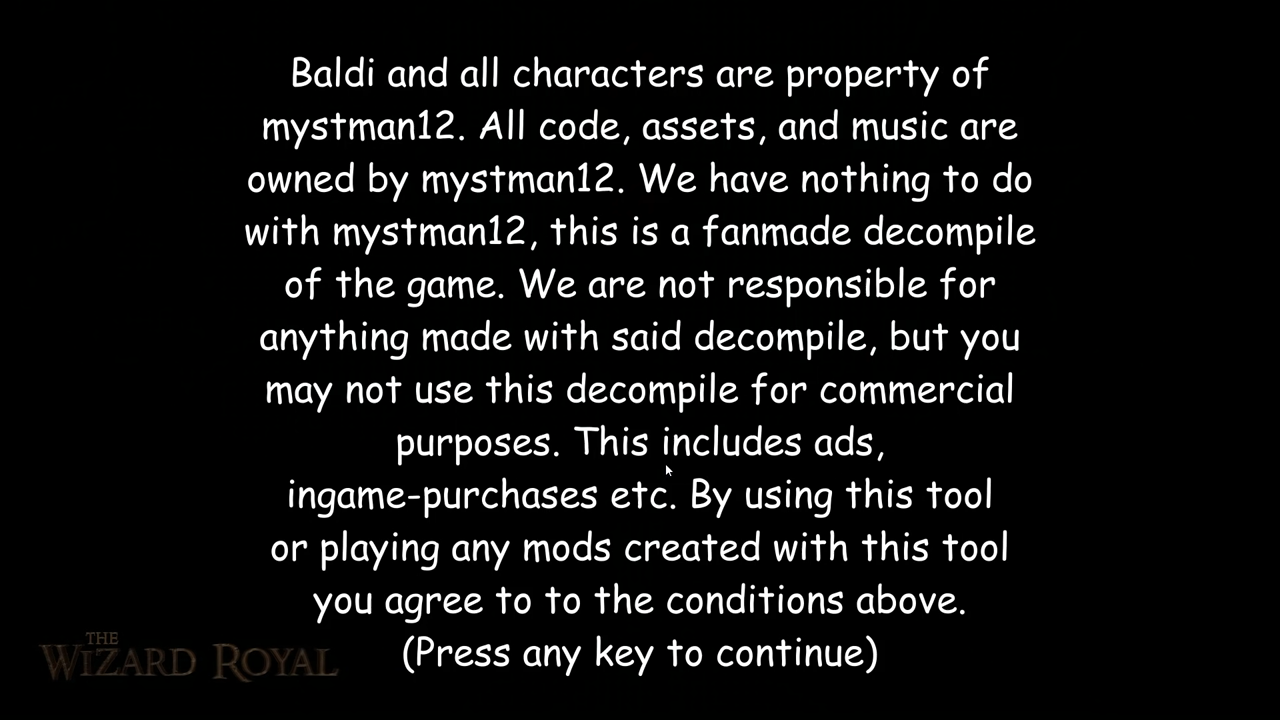 Baldi and all characters are property of
mystman12. All code, assets, and music are
owned by mystman12. We have nothing to do
with mystman12, this is a fanmade decompile
of the game. We are not responsible for
anything made with said decompile, but you
may not use this decompile for commercial
purposes. This includes ads,
ingame-purchases etc. By using this tool
or playing any mods created with this tool
you agree to to the conditions above.
(Press any key to continue)
THE
WIZARD ROYAL